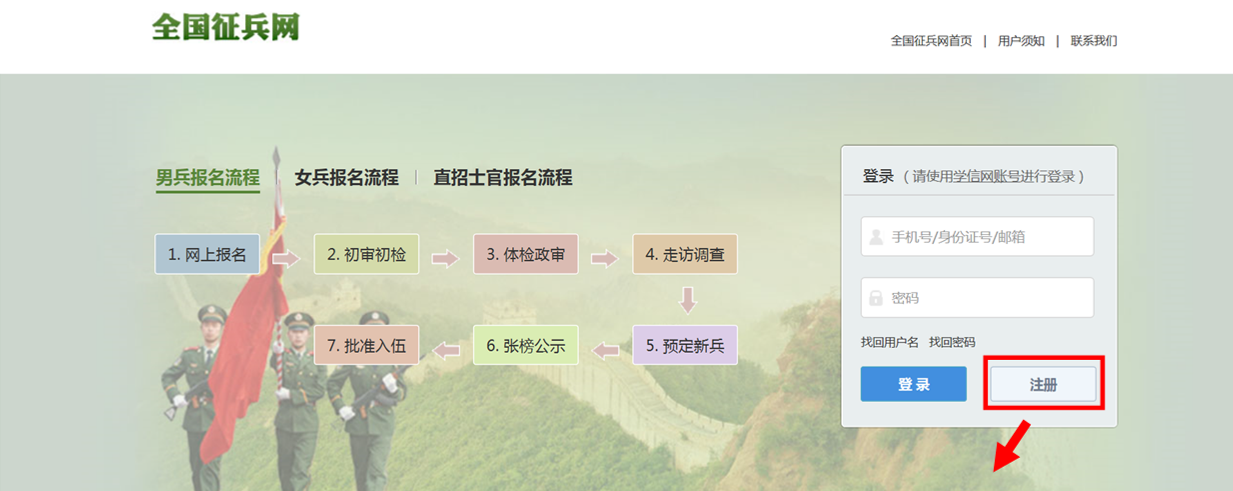 全国征兵网
全国征兵网首页 | 用户须知 | 联系我们
男兵报名流程 | 女兵报名流程 | 直招士官报名流程
1. 网上报名
2. 初审初检
3. 体检政审
4. 走访调查
5. 预定新兵
6. 张榜公示
7. 批准入伍
登录 （请使用学信网账号进行登录）
手机号/身份证号/邮箱
密码
找回用户名 找回密码
登录 注册